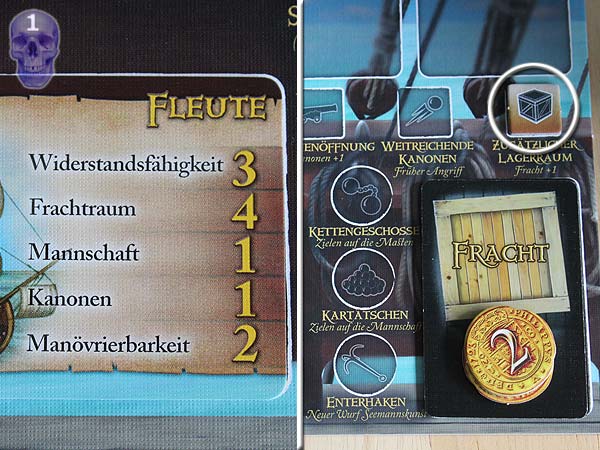 1
S
FLEUTE
Widerstandsfähigkeit 3
Frachtraum 4
Mannschaft 1
Kanonen 1
Manövrierbarkeit 2
ENÖFFNUNG
nonen +1
WEITREICHENDE
KANONEN
Früher Angriff
ZUSÄTZLICHER
LAGERRAUM
Fracht +1
KETTENGESCHOSSE
Zielen auf die Masten
KARTÄTSCHEN
Zielen auf die Mannschaf
ENTERHAKEN
Neuer Wurf Seemannskunst
FRACHT
2